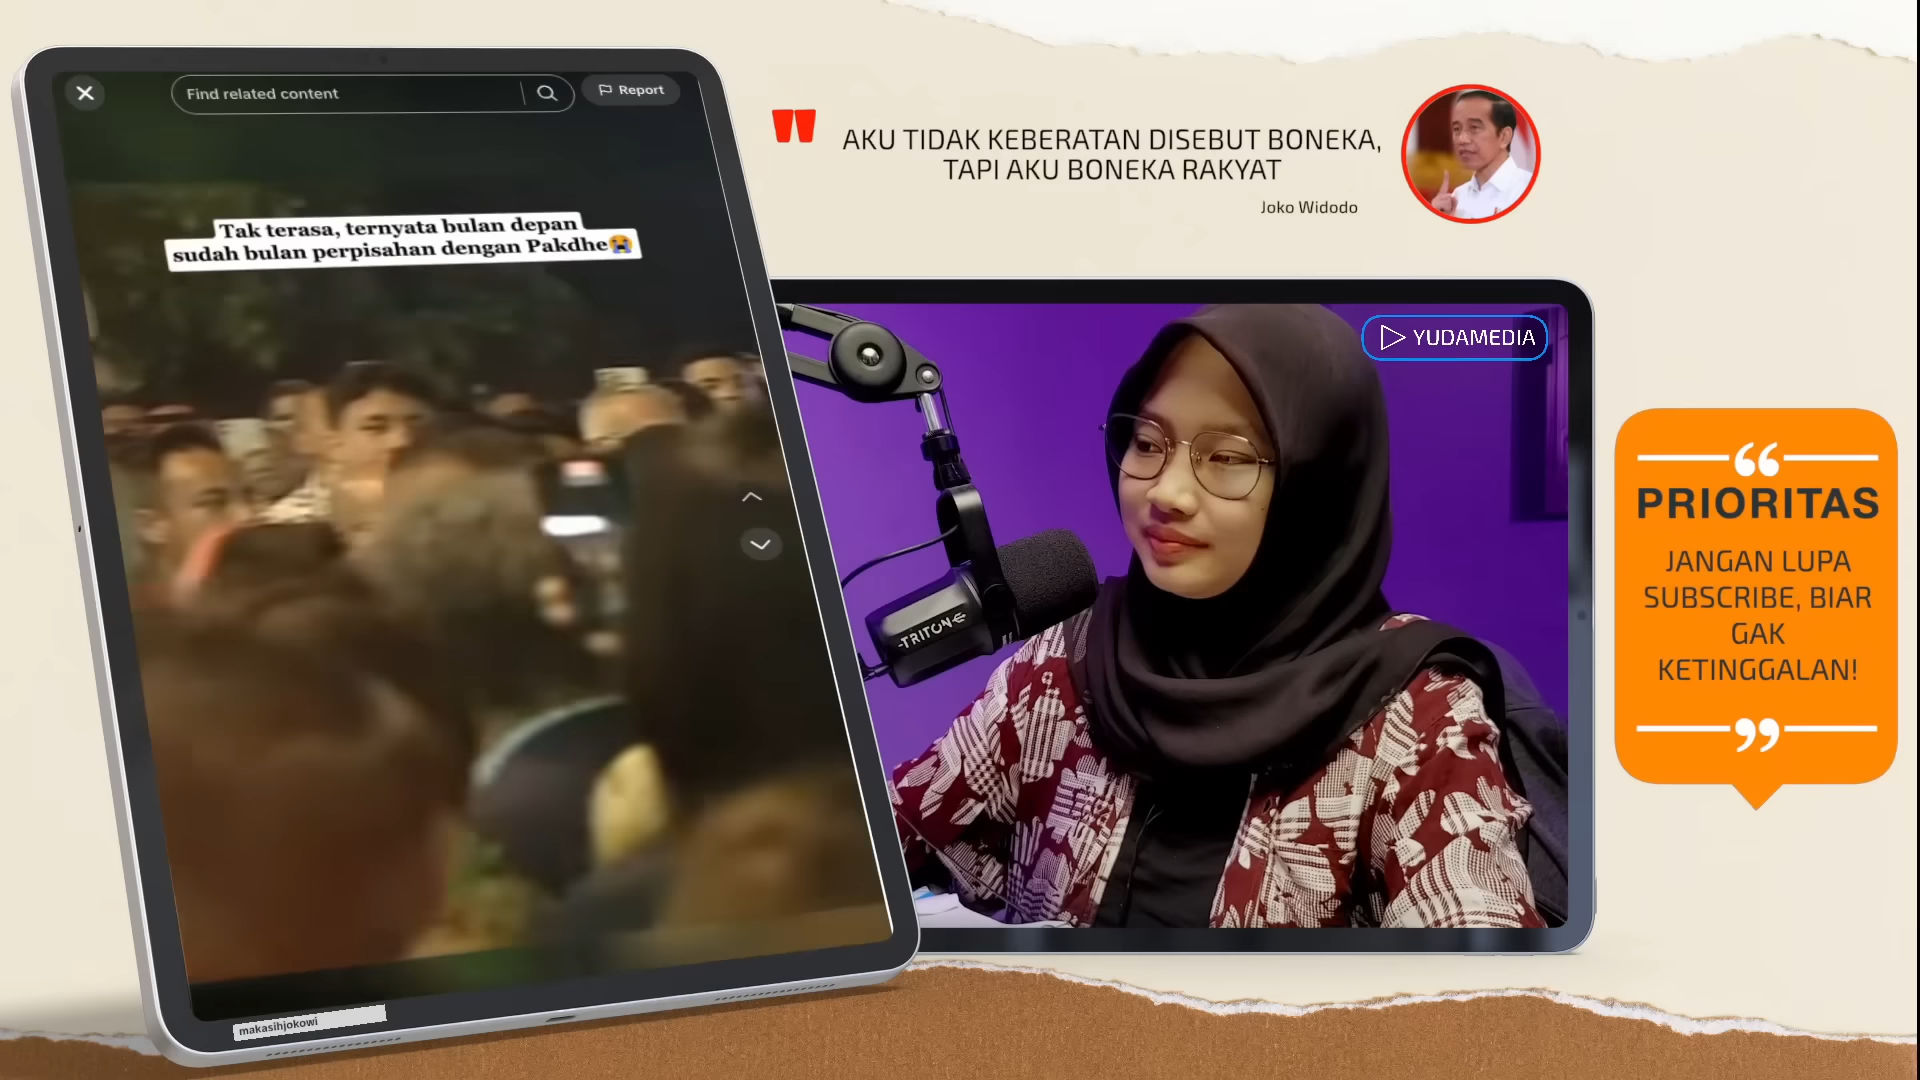 Find related content
Report
Tak terasa, ternyata bulan depan
sudah bulan perpisahan dengan Pakdhe😭
makasihjokowi
AKU TIDAK KEBERATAN DISEBUT BONEKA,
TAPI AKU BONEKA RAKYAT
Joko Widodo
YUDAMEDIA
TRITON
PRIORITAS
JANGAN LUPA
SUBSCRIBE, BIAR
GAK
KETINGGALAN!